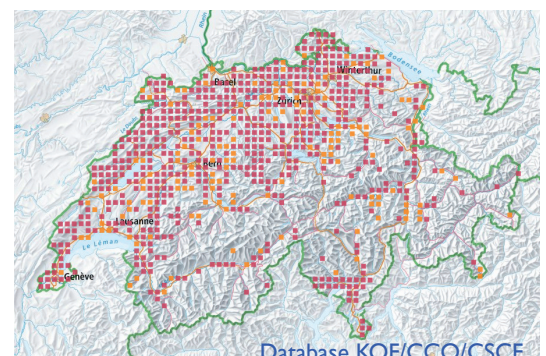 Bodensee
Winterthur
Basel
Zürich
Bern
Lausanne
Le Léman
Genève
Database KOF/CCO/CSCF